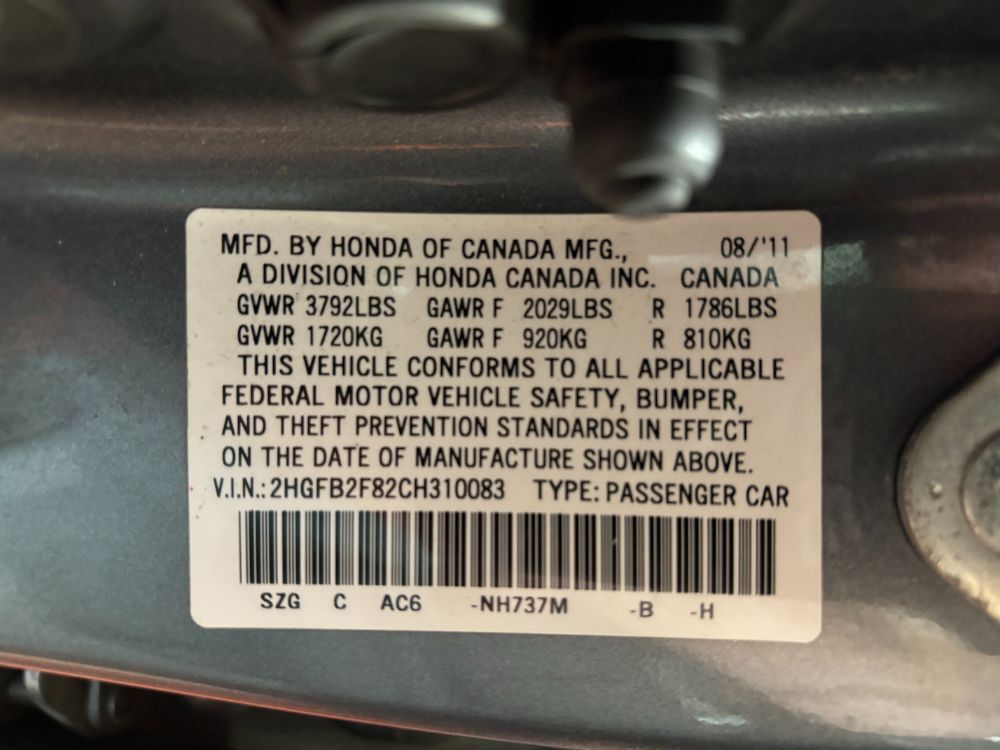 MFD. BY HONDA OF CANADA MFG., 08/'11
A DIVISION OF HONDA CANADA INC. CANADA
GVWR 3792LBS GAWR F 2029LBS R 1786LBS
GVWR 1720KG GAWR F 920KG R 810KG
THIS VEHICLE CONFORMS TO ALL APPLICABLE
FEDERAL MOTOR VEHICLE SAFETY, BUMPER,
AND THEFT PREVENTION STANDARDS IN EFFECT
ON THE DATE OF MANUFACTURE SHOWN ABOVE.
V.I.N.: 2HGFB2F82CH310083 TYPE: PASSENGER CAR
SZG C AC6 -NH737M -B -H